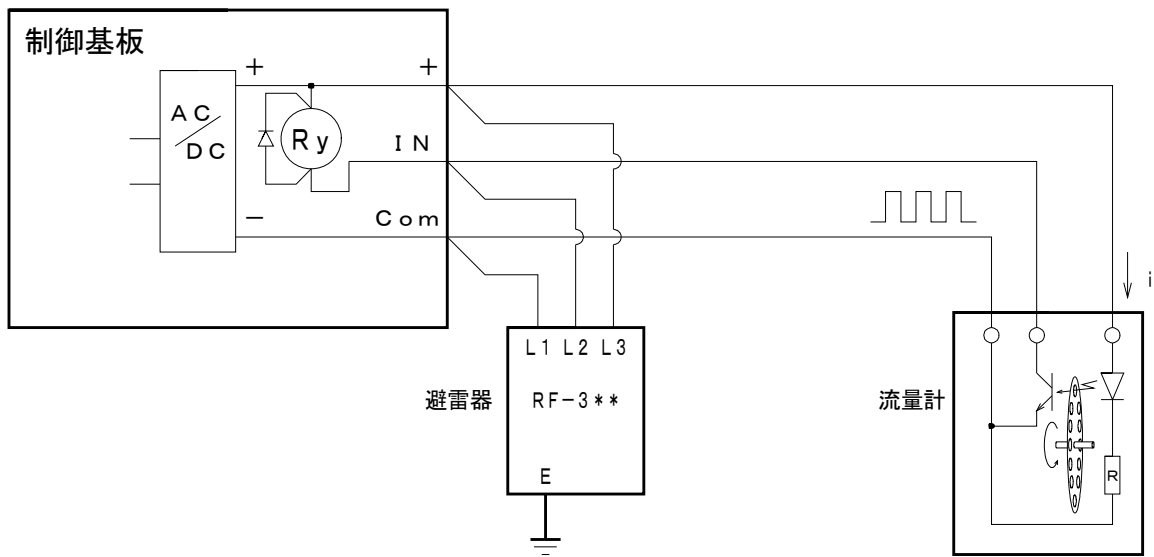 制御基板
+ +
AC/DC
Ry
IN
−
Com
i
L1 L2 L3
避雷器 RF-3**
流量計
R
E